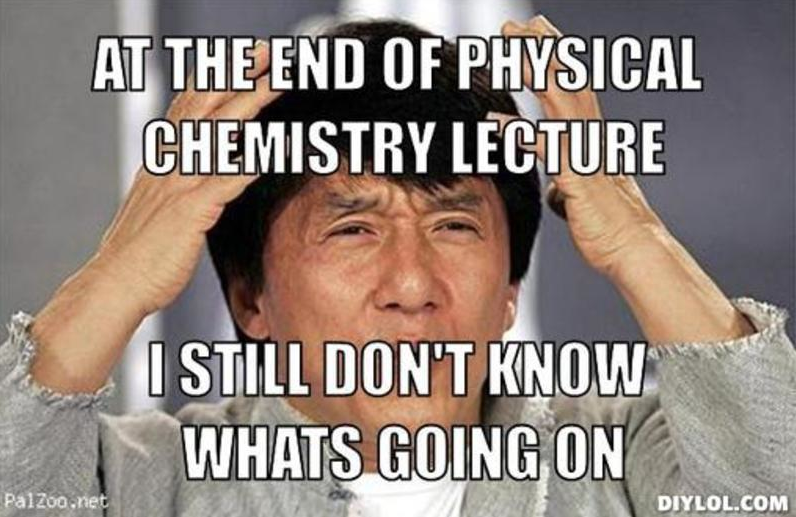 AT THE END OF PHYSICAL
CHEMISTRY LECTURE
I STILL DON'T KNOW
WHATS GOING ON
PalZoo.net
DIYLOL.COM